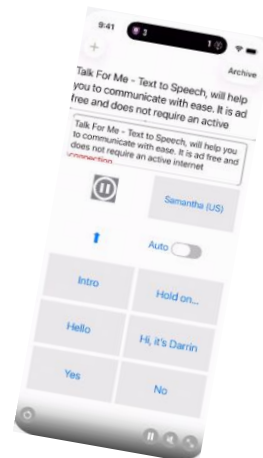 9:41
3
1
+
Archive
Talk For Me - Text to Speech, will help
you to communicate with ease. It is ad
free and does not require an active
Talk For Me - Text to Speech, will help you
to communicate with ease. It is ad free and
does not require an active internet
connection
Samantha (US)
Auto
Intro
Hold on...
Hello
Hi, it's Darrin
Yes
No